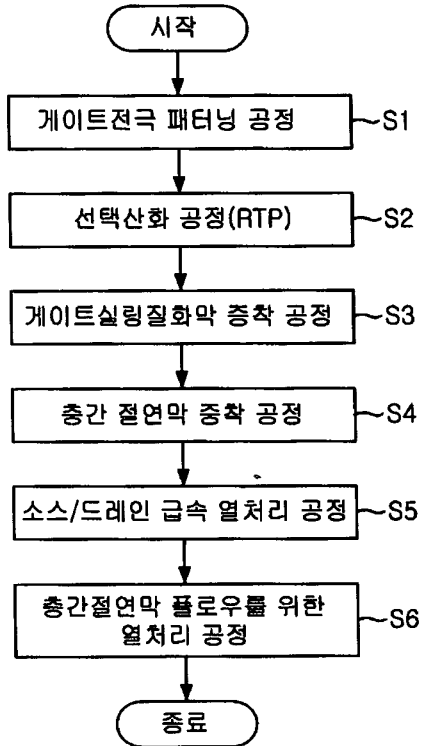 시작
게이트전극 패터닝 공정
S1
선택산화 공정(RTP)
S2
게이트실링질화막 증착 공정
S3
층간 절연막 증착 공정
S4
소스/드레인 급속 열처리 공정
S5
층간절연막 플로우를 위한
열처리 공정
S6
종료